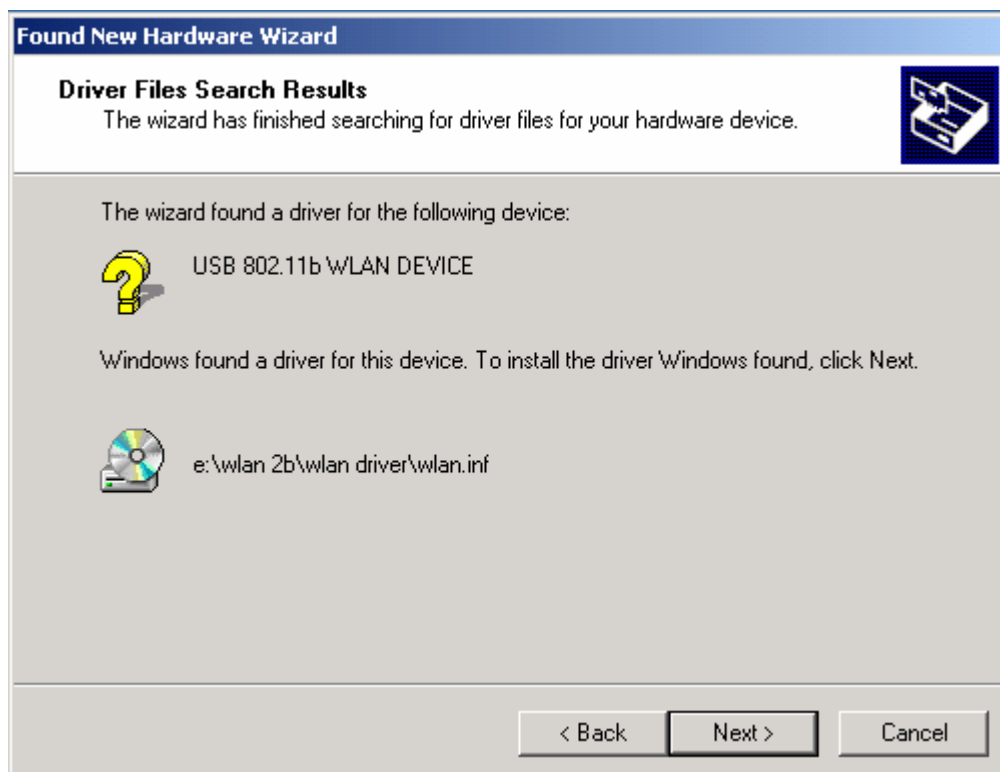 Found New Hardware Wizard
Driver Files Search Results
The wizard has finished searching for driver files for your hardware device.
The wizard found a driver for the following device:
USB 802.11b WLAN DEVICE
Windows found a driver for this device. To install the driver Windows found, click Next.
e:\wlan 2b\wlan driver\wlan.inf
< Back
Next >
Cancel